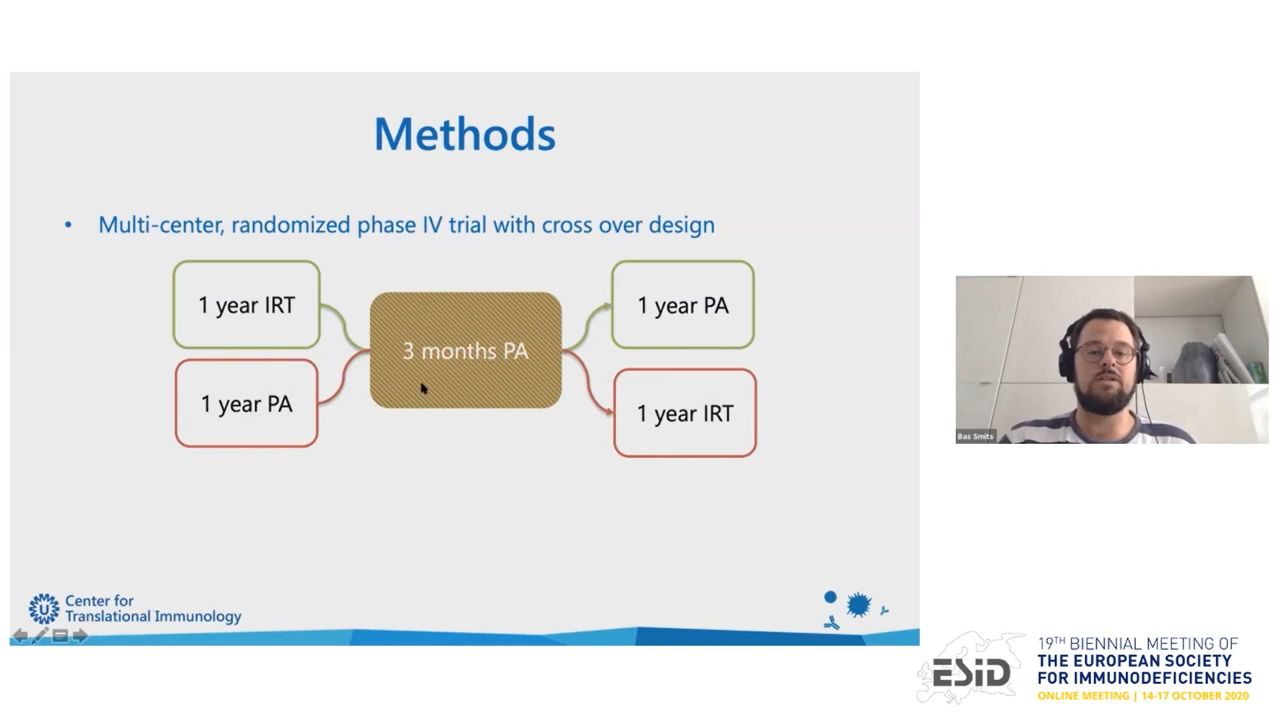 Methods
• Multi-center, randomized phase IV trial with cross over design
1 year IRT
1 year PA
3 months PA
1 year PA
1 year IRT
U
Center for
Translational Immunology
Bas Smits
ESiD
19TH BIENNIAL MEETING OF
THE EUROPEAN SOCIETY
FOR IMMUNODEFICIENCIES
ONLINE MEETING | 14-17 OCTOBER 2020